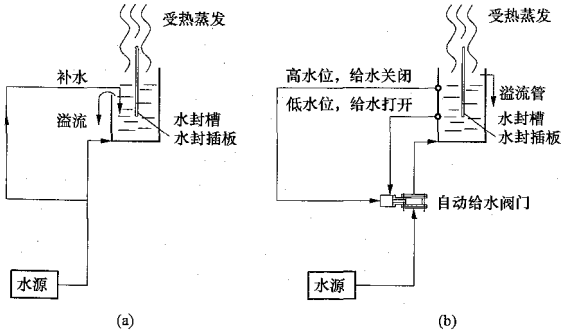 受热蒸发
补水
溢流
水封槽
水封插板
水源
(a)
受热蒸发
高水位，给水关闭
低水位，给水打开
溢流管
水封槽
水封插板
自动给水阀门
水源
(b)